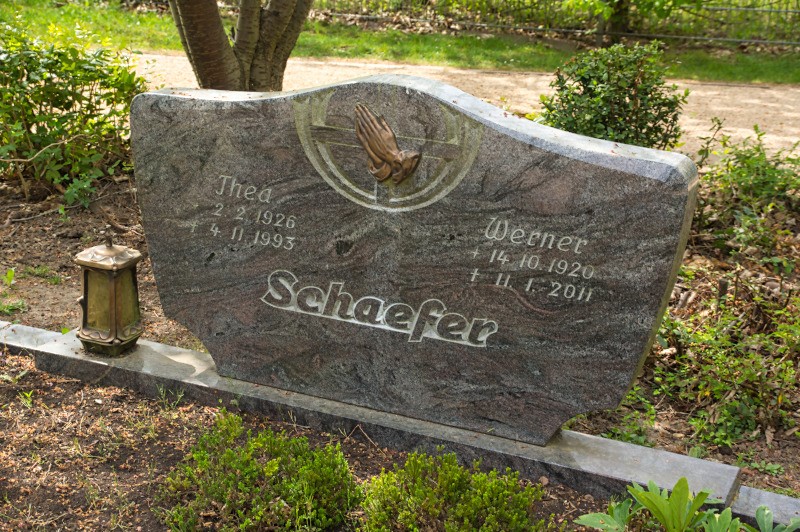 Thea
* 2.2.1926
† 4.11.1993
Werner
* 14.10.1920
† 11.1.2011
Schaefer